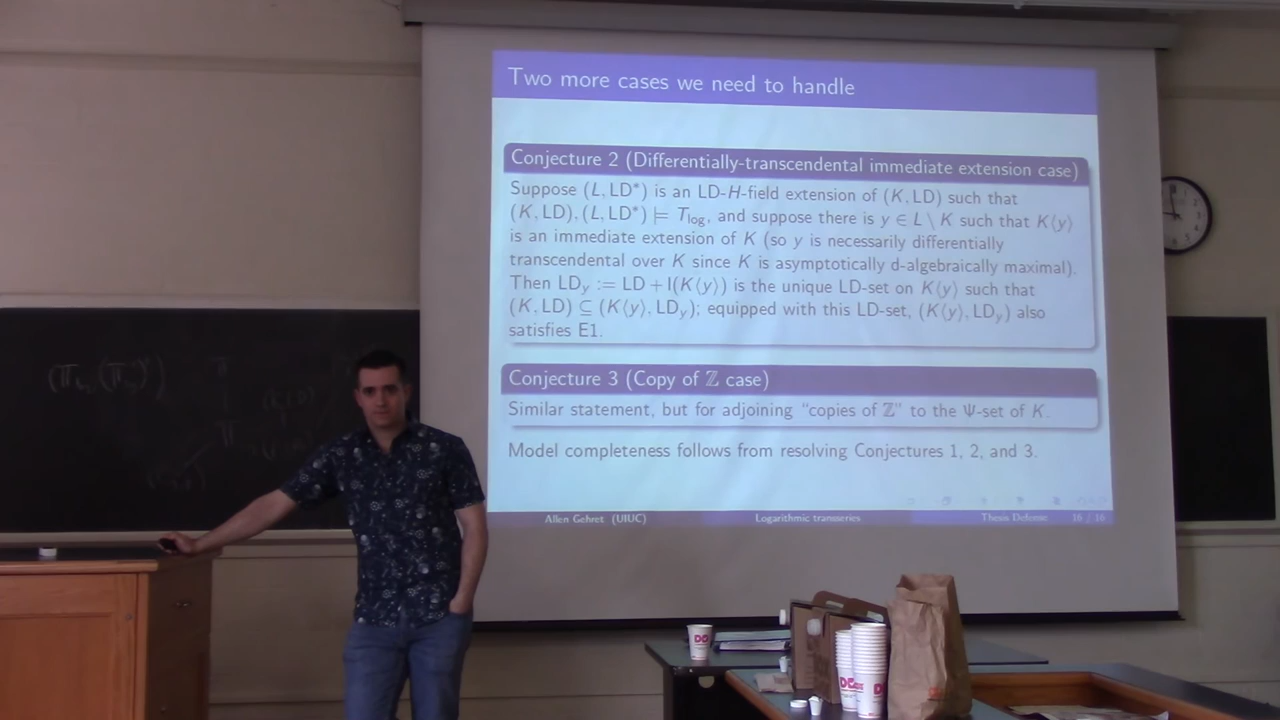 Two more cases we need to handle
Conjecture 2 (Differentially-transcendental immediate extension case)
Suppose (L, LD*) is an LD-H-field extension of (K, LD) such that
(K, LD), (L, LD*) ⊨ T_log, and suppose there is y ∈ L \ K such that K⟨y⟩
is an immediate extension of K (so y is necessarily differentially
transcendental over K since K is asymptotically d-algebraically maximal).
Then LD_y := LD + I(K⟨y⟩) is the unique LD-set on K⟨y⟩ such that
(K, LD) ⊆ (K⟨y⟩, LD_y); equipped with this LD-set, (K⟨y⟩, LD_y) also
satisfies E1.
Conjecture 3 (Copy of ℤ case)
Similar statement, but for adjoining “copies of ℤ” to the Ψ-set of K.
Model completeness follows from resolving Conjectures 1, 2, and 3.
Allen Gehret (UIUC) Logarithmic transseries Thesis Defense 16 / 16
DD